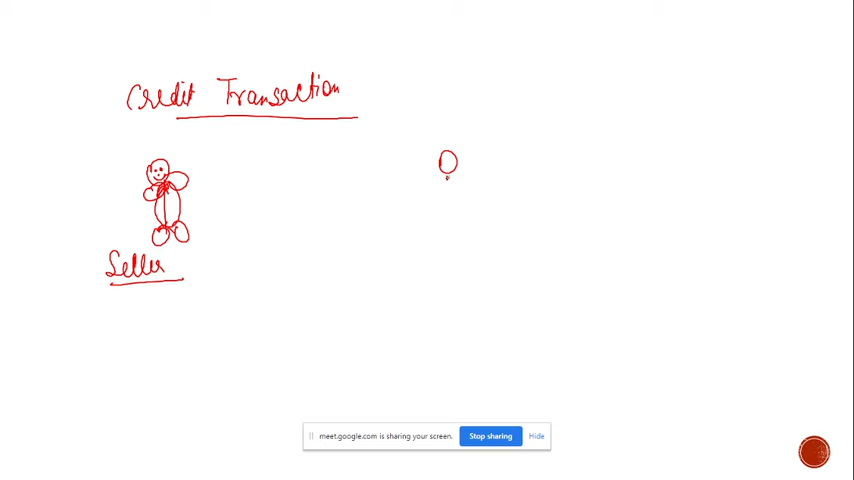 Credit Transaction
Seller
meet.google.com is sharing your screen. Stop sharing Hide